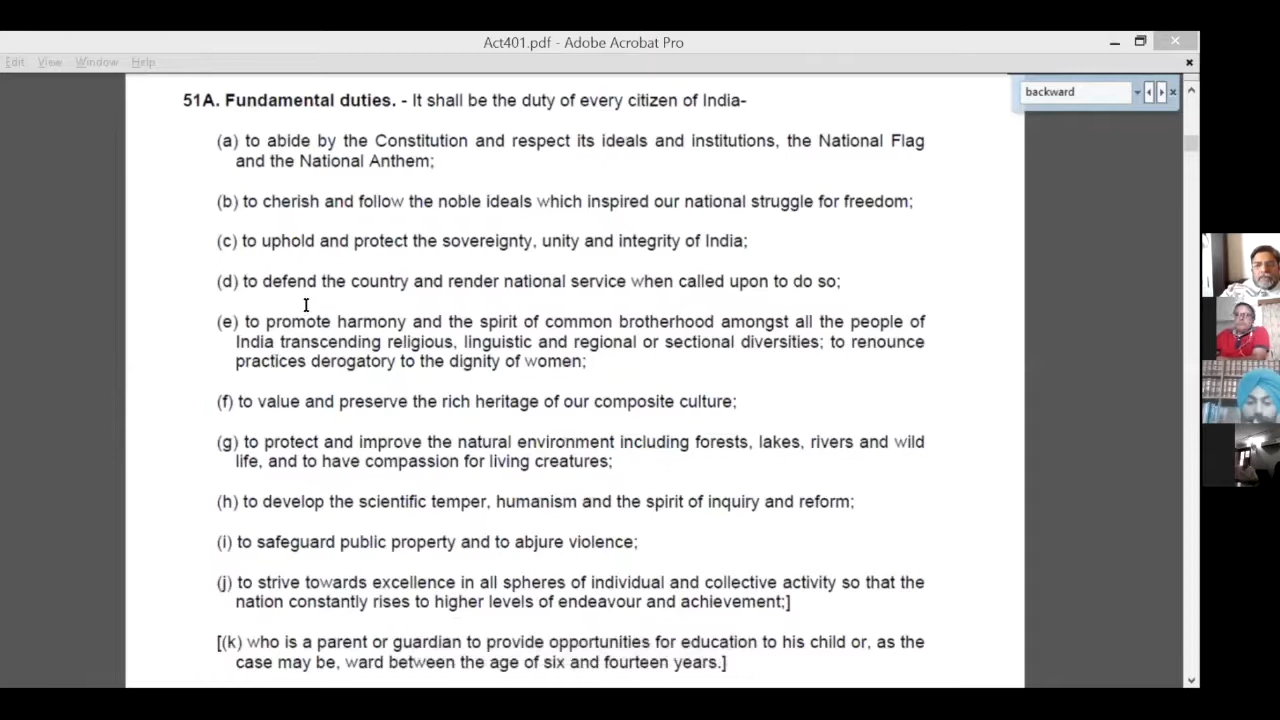 Act401.pdf - Adobe Acrobat Pro
Edit View Window Help
backward
51A. Fundamental duties. - It shall be the duty of every citizen of India-
(a) to abide by the Constitution and respect its ideals and institutions, the National Flag
and the National Anthem;
(b) to cherish and follow the noble ideals which inspired our national struggle for freedom;
(c) to uphold and protect the sovereignty, unity and integrity of India;
(d) to defend the country and render national service when called upon to do so;
(e) to promote harmony and the spirit of common brotherhood amongst all the people of
India transcending religious, linguistic and regional or sectional diversities; to renounce
practices derogatory to the dignity of women;
(f) to value and preserve the rich heritage of our composite culture;
(g) to protect and improve the natural environment including forests, lakes, rivers and wild
life, and to have compassion for living creatures;
(h) to develop the scientific temper, humanism and the spirit of inquiry and reform;
(i) to safeguard public property and to abjure violence;
(j) to strive towards excellence in all spheres of individual and collective activity so that the
nation constantly rises to higher levels of endeavour and achievement;]
[(k) who is a parent or guardian to provide opportunities for education to his child or, as the
case may be, ward between the age of six and fourteen years.]